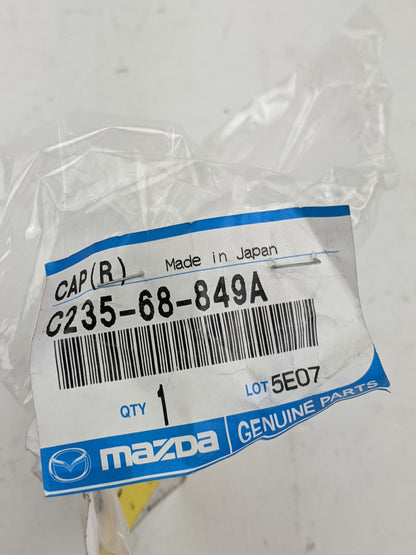 CAP(R) Made in Japan
C235-68-849A
QTY 1 LOT 5E07
mazda GENUINE PARTS